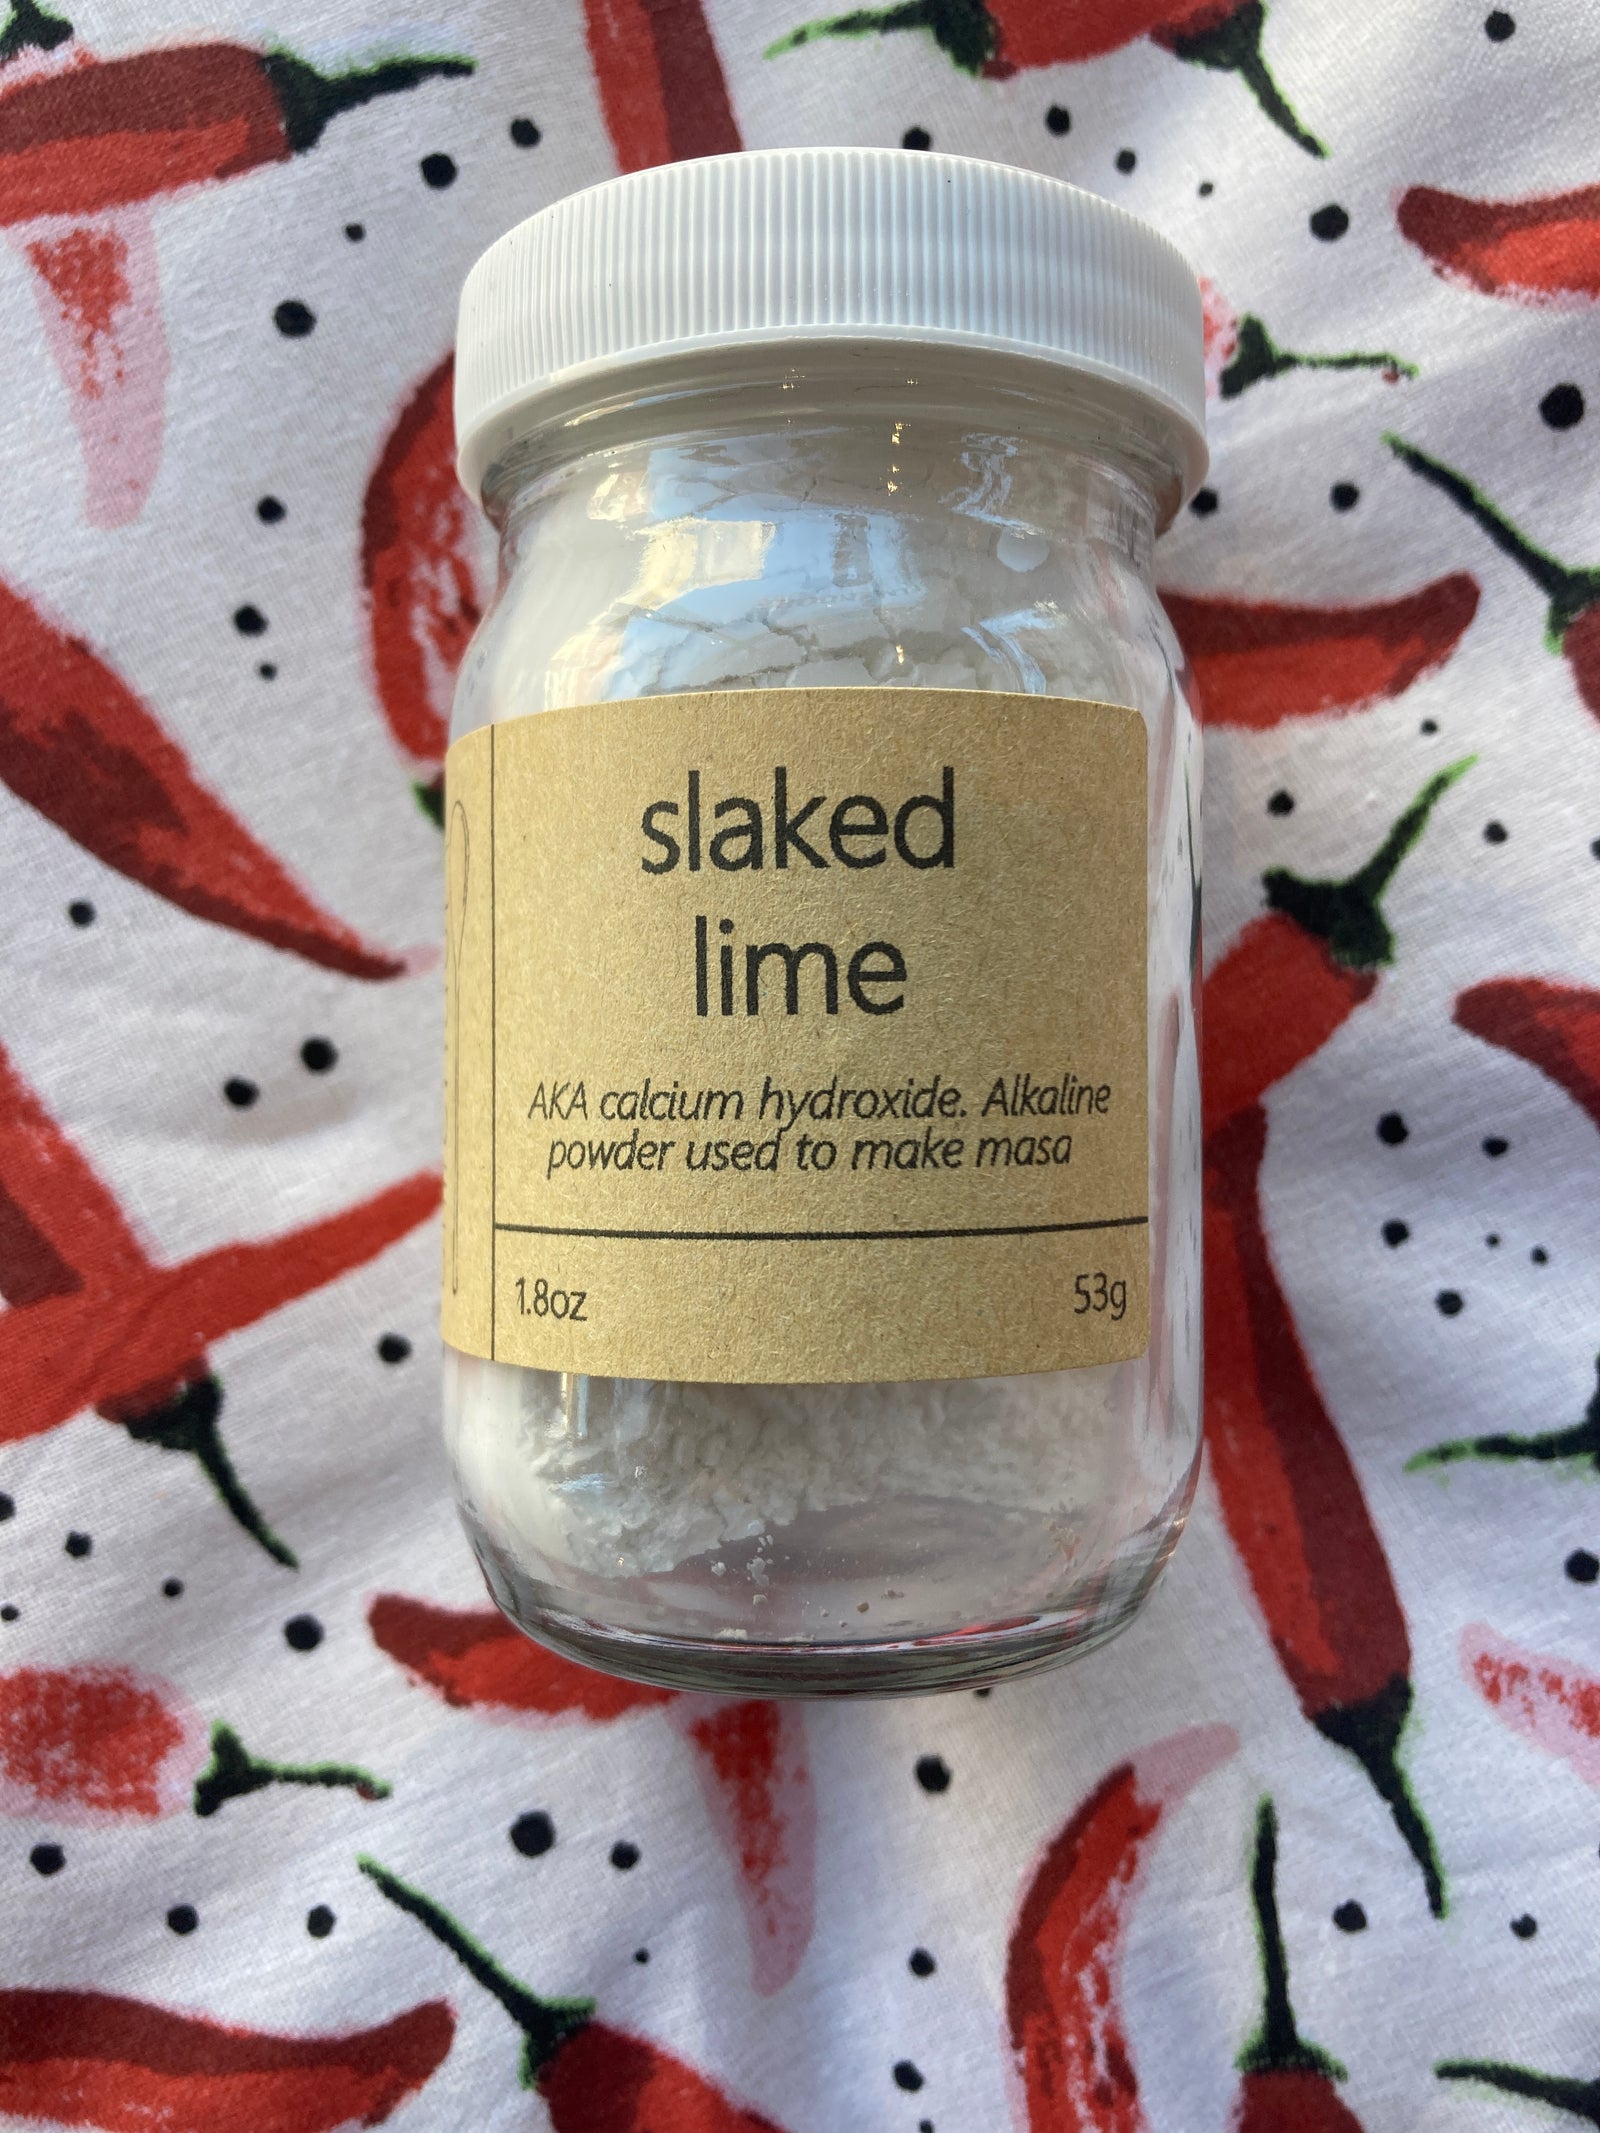 slaked
lime
AKA calcium hydroxide. Alkaline
powder used to make masa
1.8oz 53g